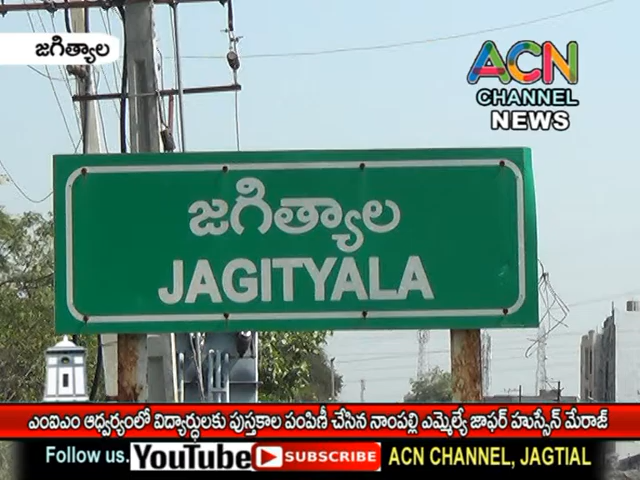 జగిత్యాల
ACN
CHANNEL
NEWS
జగిత్యాల
JAGITYALA
ఎంఐఎం ఆధ్వర్యంలో విద్యార్ధులకు పుస్తకాల పంపిణీ చేసిన నాంపల్లి ఎమ్మెల్యే జాఫర్ హుస్సేన్ మేరాజ్
Follow us. YouTube SUBSCRIBE ACN CHANNEL, JAGTIAL